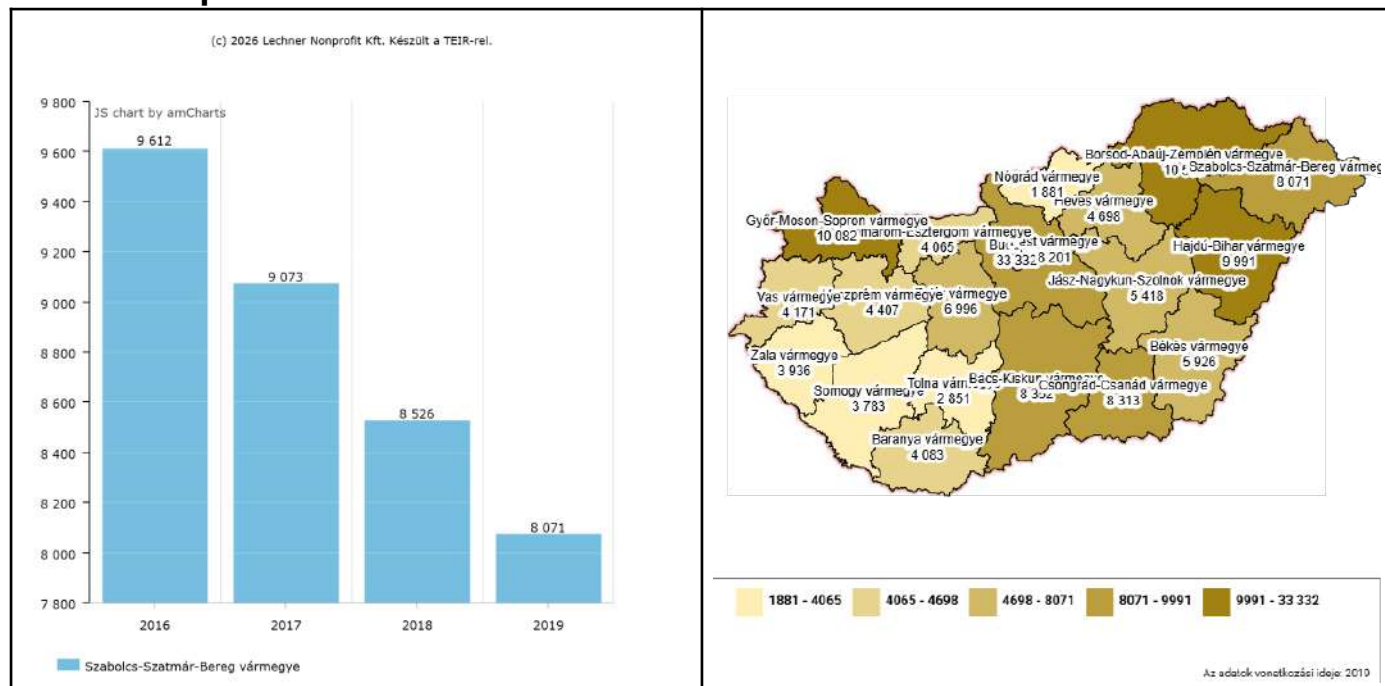 (c) 2026 Lechner Nonprofit Kft. Készült a TEIR-rel.
JS chart by amCharts
9 800
9 600
9 400
9 200
9 000
8 800
8 600
8 400
8 200
8 000
7 800
9 612
9 073
8 526
8 071
2016
2017
2018
2019
Szabolcs-Szatmár-Bereg vármegye
Borsod-Abaúj-Zemplén vármegye
Szabolcs-Szatmár-Bereg vármeg
8 071
Nógrád vármegye
1 881
Heves vármegye
4 698
Győr-Moson-Sopron vármegye
10 082
vármegye
4 065
vármegye
33 332
8 201
Hajdú-Bihar vármegye
9 991
Jász-Nagykun-Szolnok vármegye
5 418
Vas vármegye
4 171
vármegye
4 407
vármegye
6 996
Békés vármegye
5 926
Zala vármegye
3 936
Somogy vármegye
3 783
Tolna
2 851
Bács-Kiskun
Csongrád-Csanád vármegye
8 313
Baranya vármegye
4 083
1881 - 4065
4065 - 4698
4698 - 8071
8071 - 9991
9991 - 33 332
Az adatok vonatkozási ideje: 2019